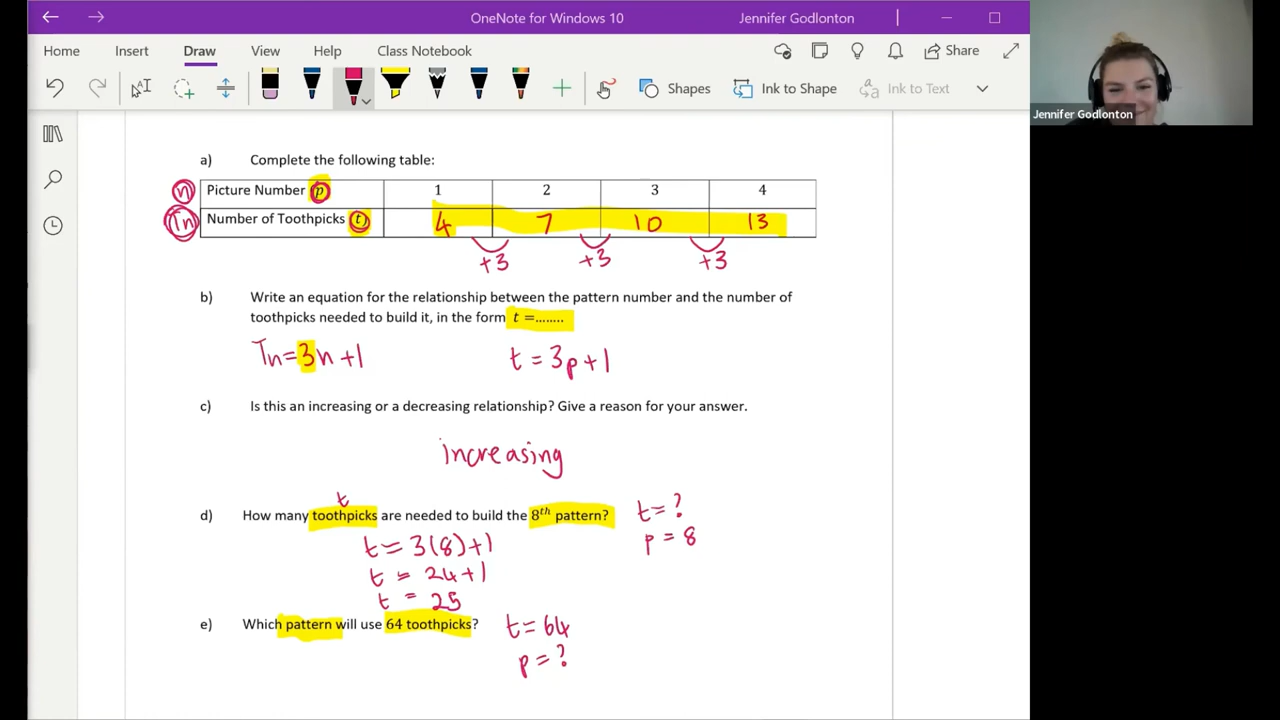 OneNote for Windows 10
Jennifer Godlonton
Home Insert Draw View Help Class Notebook Share
Shapes Ink to Shape Ink to Text
Jennifer Godlonton
a) Complete the following table:
n Picture Number p 1 2 3 4
Tn Number of Toothpicks t 4 7 10 13
+3 +3 +3
b) Write an equation for the relationship between the pattern number and the number of
toothpicks needed to build it, in the form t =........
Tn=3n+1 t = 3p+1
c) Is this an increasing or a decreasing relationship? Give a reason for your answer.
increasing
t
d) How many toothpicks are needed to build the 8th pattern? t = ?
p = 8
t = 3(8)+1
t = 24+1
t = 25
e) Which pattern will use 64 toothpicks? t = 64
p = ?